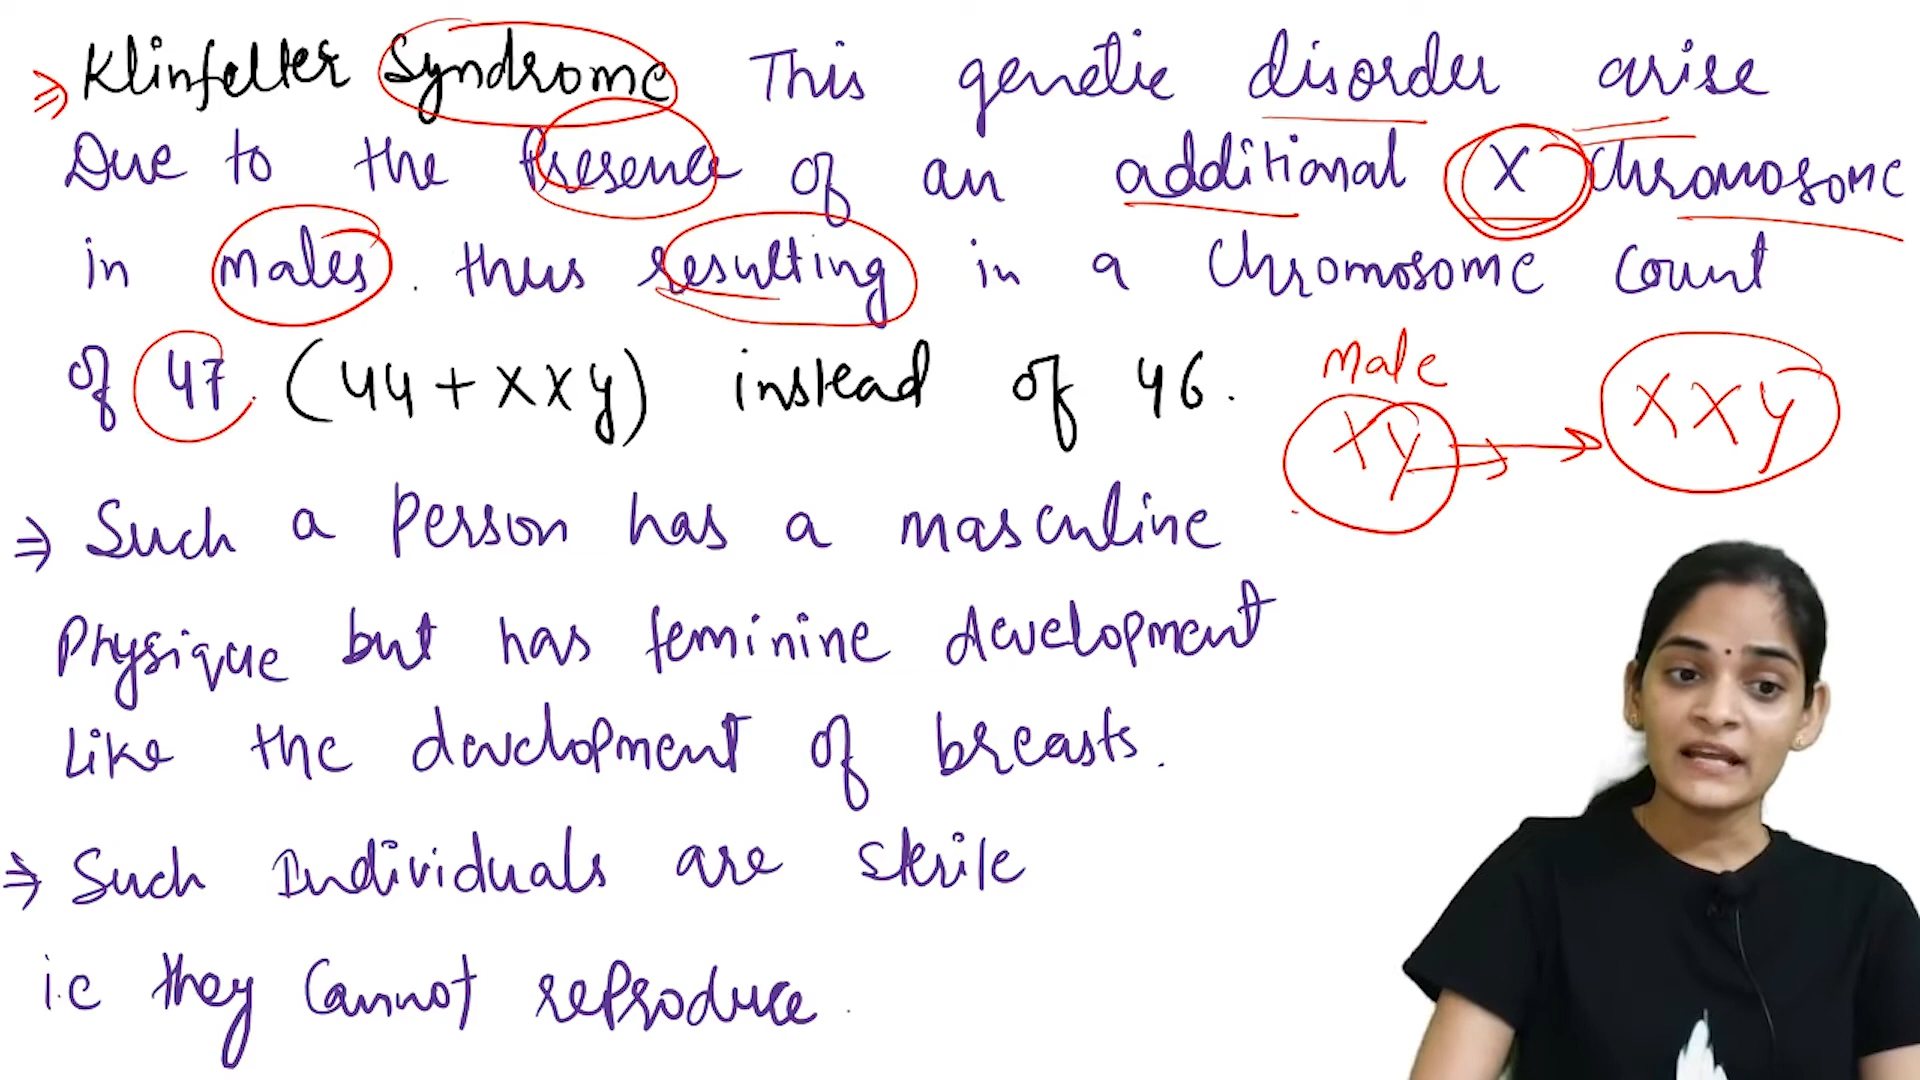 ⇒ Klinfelter Syndrome This genetic disorder arise
Due to the Presence of an additional X Chromosome
in males. thus resulting in a Chromosome Count
of 47. (44 + XXY) instead of 46.
Male
XY → XXY
⇒ Such a Person has a masculine
Physique but has feminine development
Like the development of breasts.
⇒ Such Individuals are sterile
i.e they Cannot reproduce.